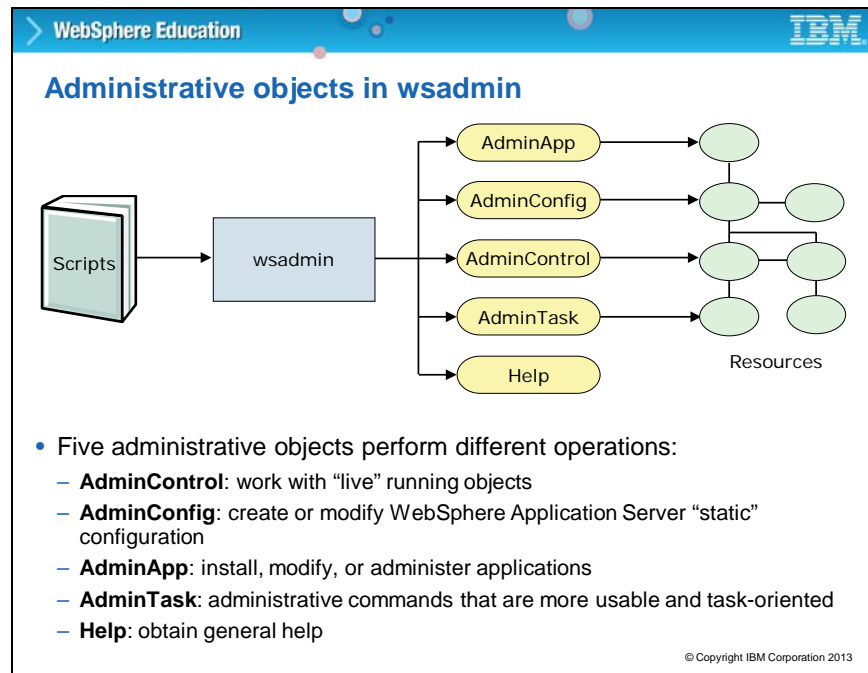 WebSphere Education
IBM
Administrative objects in wsadmin
Scripts
wsadmin
AdminApp
AdminConfig
AdminControl
AdminTask
Help
Resources
• Five administrative objects perform different operations:
– AdminControl: work with “live” running objects
– AdminConfig: create or modify WebSphere Application Server “static”
configuration
– AdminApp: install, modify, or administer applications
– AdminTask: administrative commands that are more usable and task-oriented
– Help: obtain general help
© Copyright IBM Corporation 2013